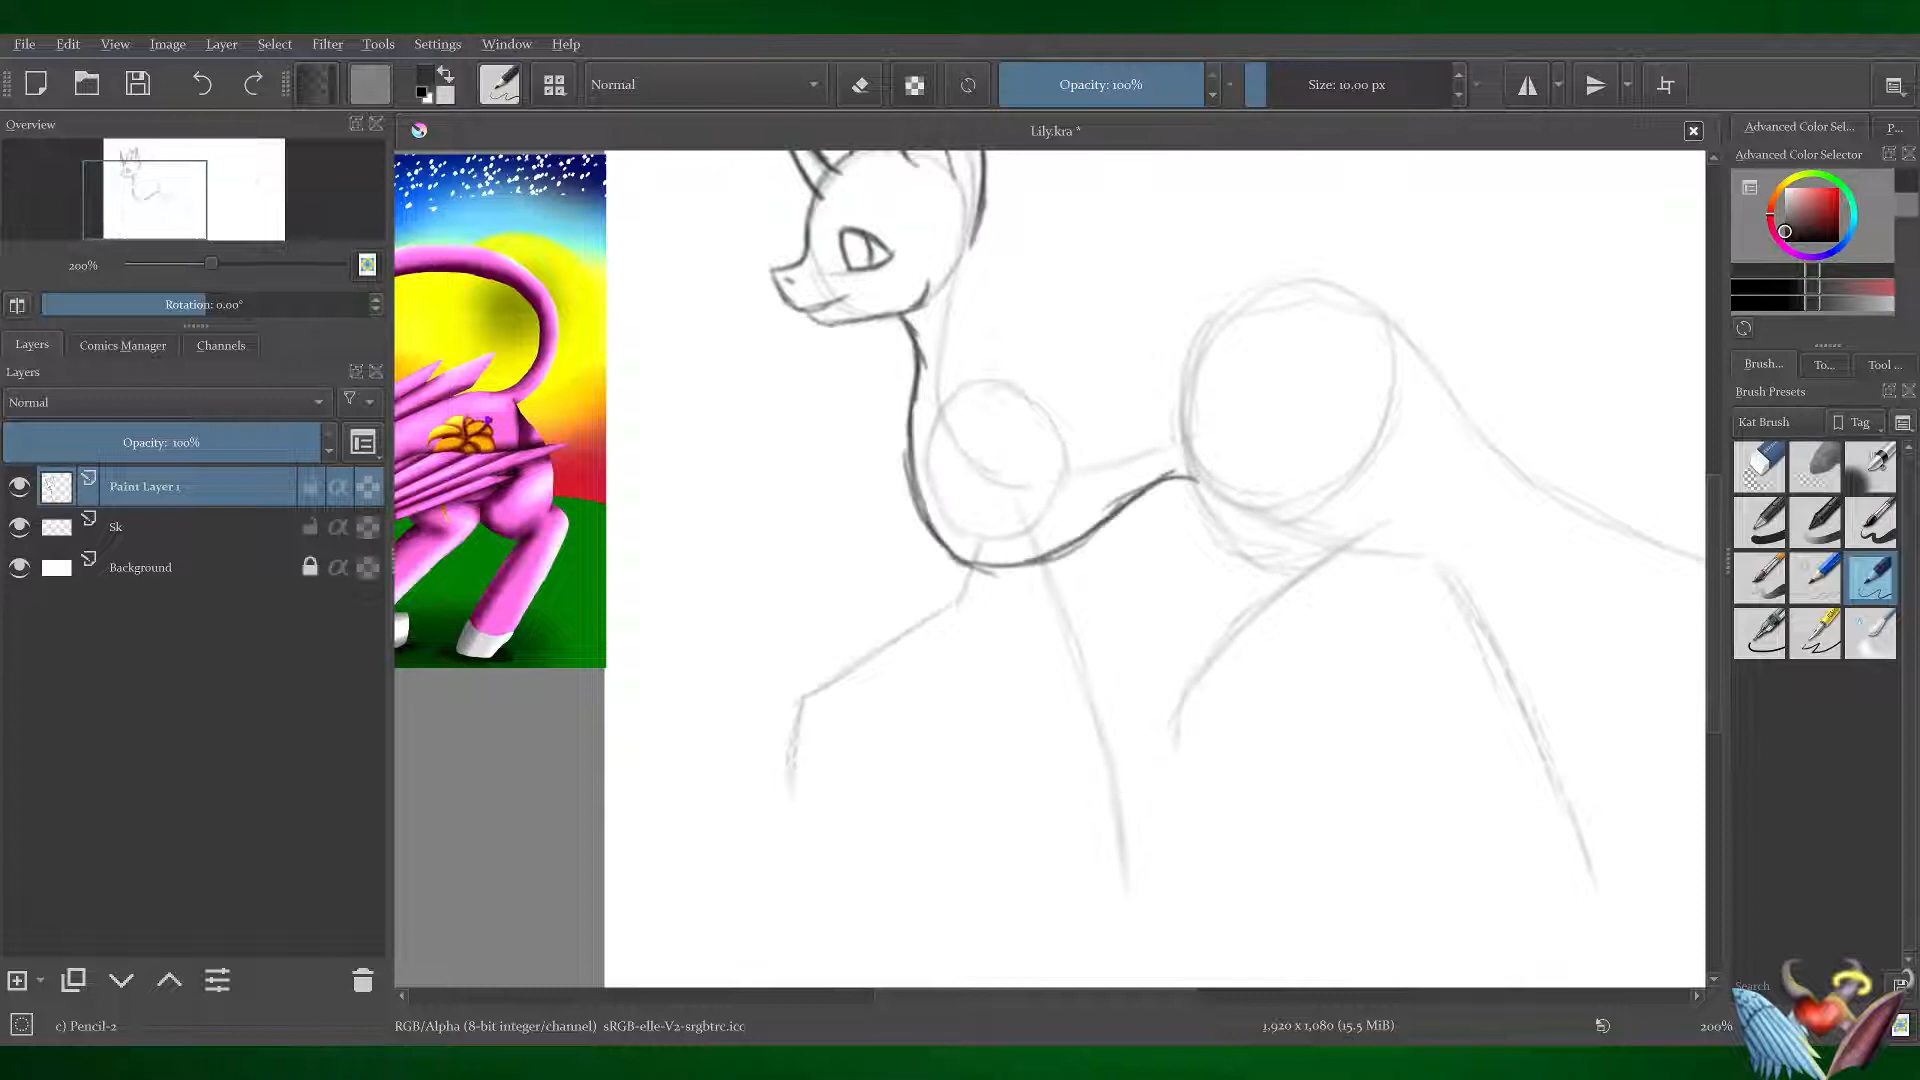 File Edit View Image Layer Select Filter Tools Settings Window Help
Normal Opacity: 100% Size: 10.00 px
Overview
Lily.kra *
Advanced Color Sel... P...
Advanced Color Selector
200%
Rotation: 0.00°
Layers Comics Manager Channels
Layers
Brush... To... Tool ...
Brush Presets
Normal
Kat Brush Tag
Opacity: 100%
Paint Layer 1
Sk
Background
Search
c) Pencil-2 RGB/Alpha (8-bit integer/channel) sRGB-elle-V2-srgbtrc.icc 1,920 x 1,080 (15.5 MiB) 200%